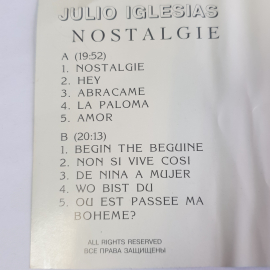 JULIO IGLESIAS
NOSTALGIE
A (19:52)
1. NOSTALGIE
2. HEY
3. ABRACAME
4. LA PALOMA
5. AMOR
B (20:13)
1. BEGIN THE BEGUINE
2. NON SI VIVE COSI
3. DE NINA A MUJER
4. WO BIST DU
5. OU EST PASSEE MA
BOHEME?
ALL RIGHTS RESERVED
ВСЕ ПРАВА ЗАЩИЩЕНЫ